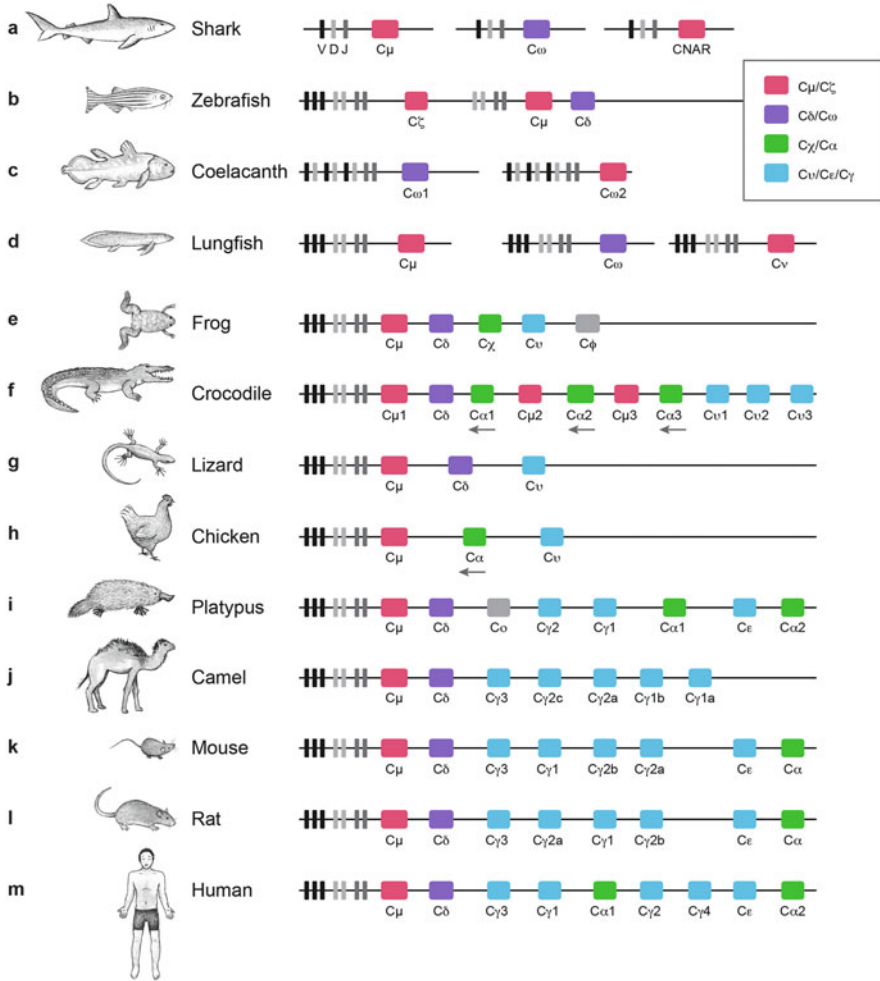 a Shark
V D J Cμ Cω CNAR
Cμ/Cζ
Cδ/Cω
Cχ/Cα
Cυ/Cε/Cγ
b Zebrafish
Cζ Cμ Cδ
c Coelacanth
Cω1 Cω2
d Lungfish
Cμ Cω Cν
e Frog
Cμ Cδ Cχ Cυ Cϕ
f Crocodile
Cμ1 Cδ Cα1 Cμ2 Cα2 Cμ3 Cα3 Cυ1 Cυ2 Cυ3
g Lizard
Cμ Cδ Cυ
h Chicken
Cμ Cα Cυ
i Platypus
Cμ Cδ Co Cγ2 Cγ1 Cα1 Cε Cα2
j Camel
Cμ Cδ Cγ3 Cγ2c Cγ2a Cγ1b Cγ1a
k Mouse
Cμ Cδ Cγ3 Cγ1 Cγ2b Cγ2a Cε Cα
l Rat
Cμ Cδ Cγ3 Cγ2a Cγ1 Cγ2b Cε Cα
m Human
Cμ Cδ Cγ3 Cγ1 Cα1 Cγ2 Cγ4 Cε Cα2